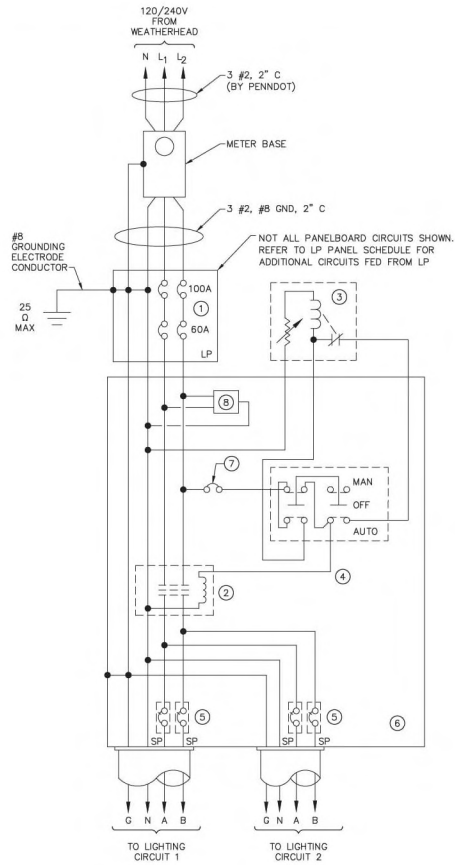 120/240V
FROM
WEATHERHEAD
N L1 L2
3 #2, 2" C
(BY PENNDOT)
METER BASE
3 #2, #8 GND, 2" C
#8
GROUNDING
ELECTRODE
CONDUCTOR
NOT ALL PANELBOARD CIRCUITS SHOWN.
REFER TO LP PANEL SCHEDULE FOR
ADDITIONAL CIRCUITS FED FROM LP
25
Ω
MAX
100A
1
60A
LP
3
8
7
MAN
OFF
AUTO
4
2
5
5
6
SP SP
SP SP
G N A B
G N A B
TO LIGHTING
CIRCUIT 1
TO LIGHTING
CIRCUIT 2